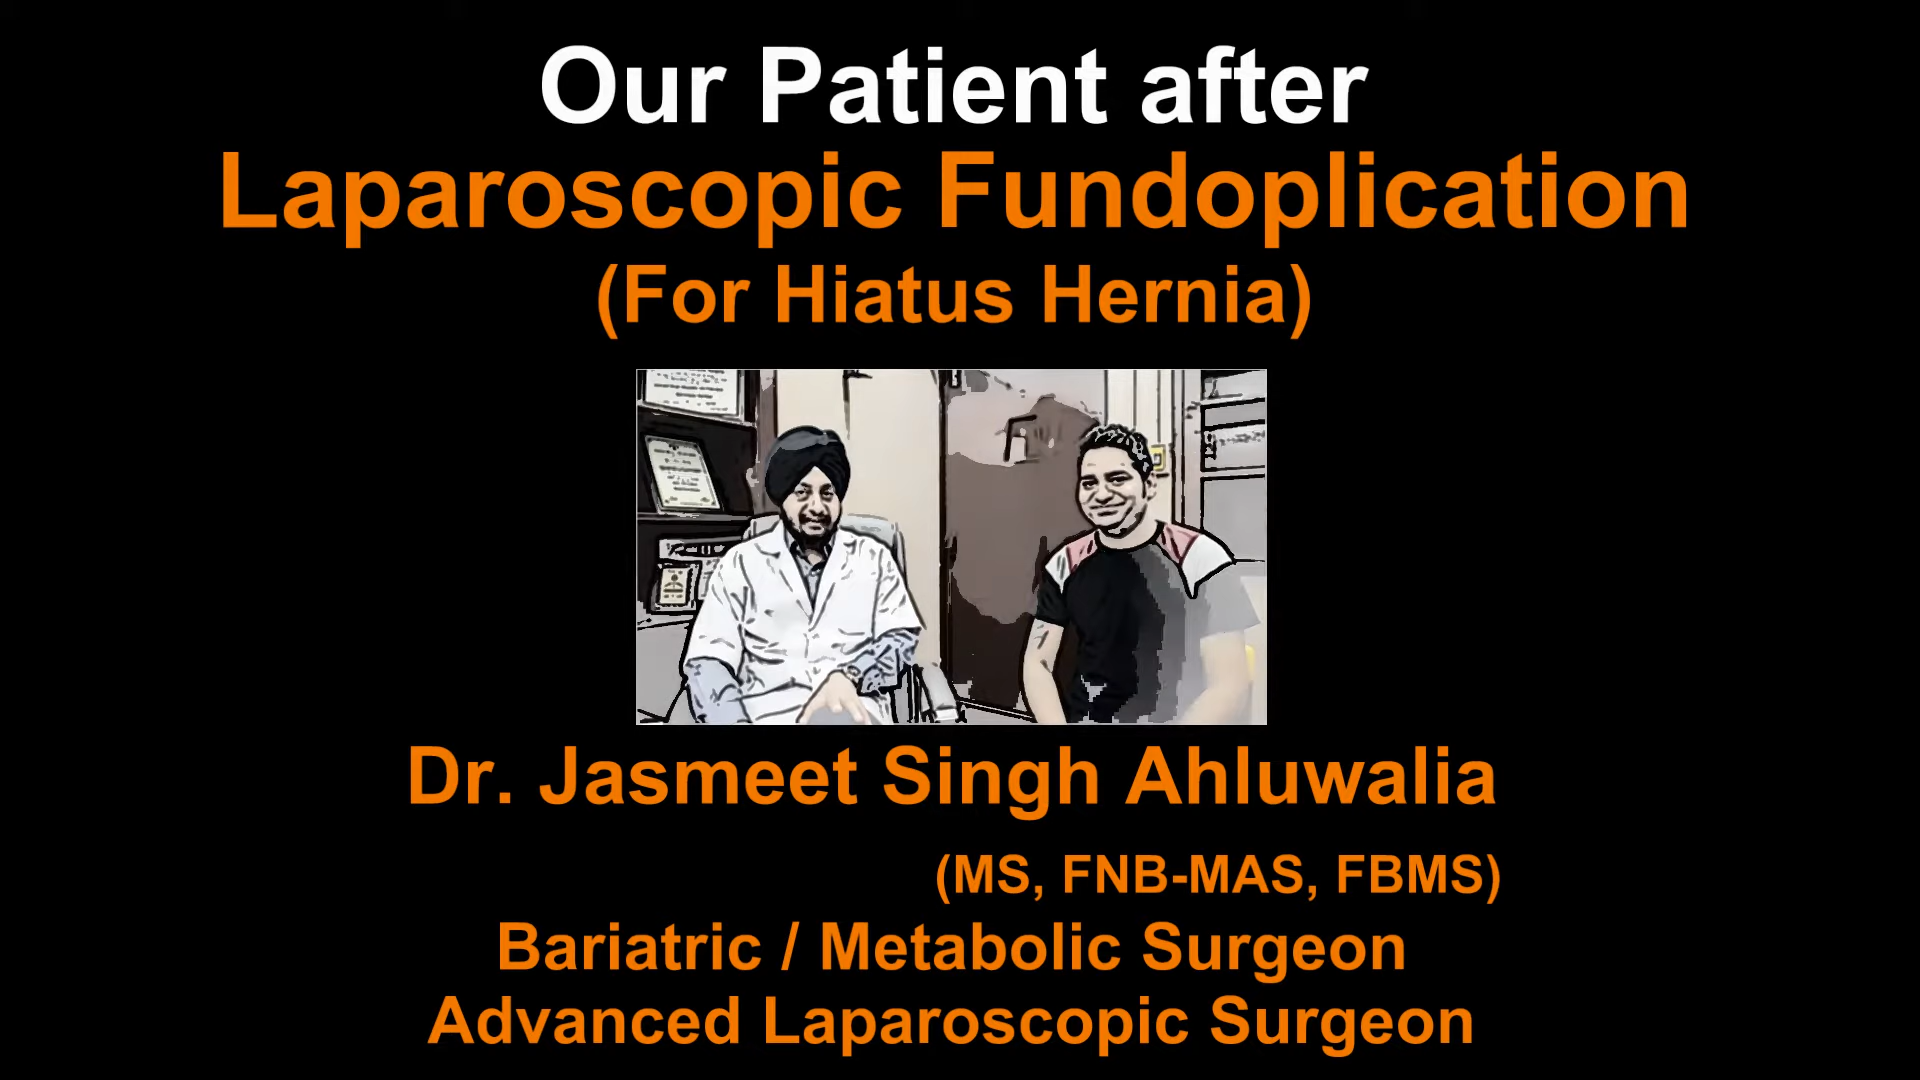 Our Patient after
Laparoscopic Fundoplication
(For Hiatus Hernia)
Dr. Jasmeet Singh Ahluwalia
(MS, FNB-MAS, FBMS)
Bariatric / Metabolic Surgeon
Advanced Laparoscopic Surgeon